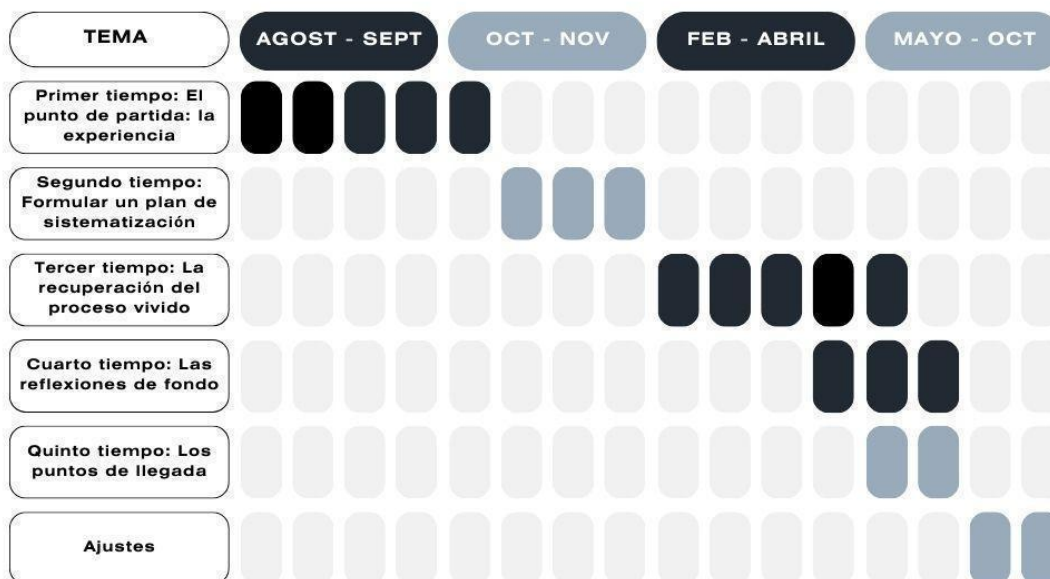 TEMA
AGOST - SEPT
OCT - NOV
FEB - ABRIL
MAYO - OCT
Primer tiempo: El
punto de partida: la
experiencia
Segundo tiempo:
Formular un plan de
sistematización
Tercer tiempo: La
recuperación del
proceso vivido
Cuarto tiempo: Las
reflexiones de fondo
Quinto tiempo: Los
puntos de llegada
Ajustes